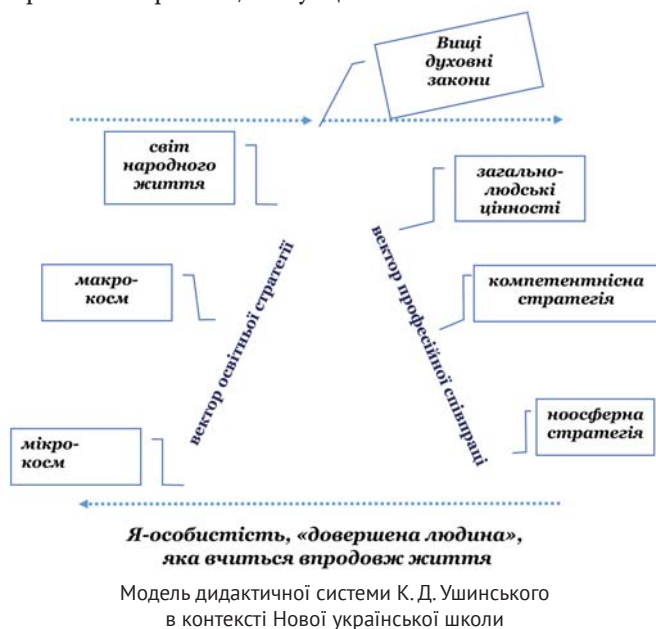 Вищі
духовні
закони
світ
народного
життя
загально-
людські
цінності
вектор освітньої стратегії
вектор професійної співпраці
макро-
косм
компетентнісна
стратегія
мікро-
косм
ноосферна
стратегія
Я-особистість, «довершена людина»,
яка вчиться впродовж життя
Модель дидактичної системи К. Д. Ушинського
в контексті Нової української школи